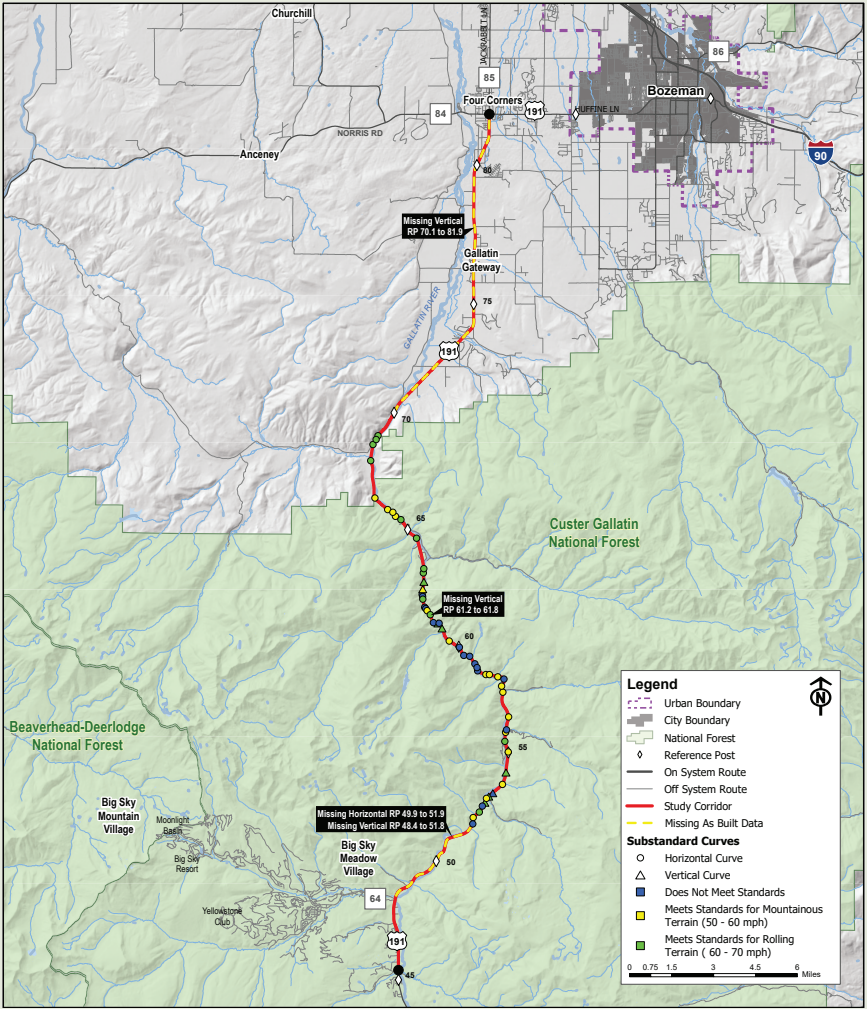 Churchill
JACKRABBIT LN
86
85
Bozeman
Four Corners
84
191
HUFFINE LN
NORRIS RD
Anceney
90
80
Missing Vertical
RP 70.1 to 81.9
Gallatin
Gateway
GALLATIN RIVER
75
191
70
65
Custer Gallatin
National Forest
Missing Vertical
RP 61.2 to 61.8
60
Beaverhead-Deerlodge
National Forest
55
Big Sky
Mountain
Village
Moonlight
Basin
Big Sky
Resort
Missing Horizontal RP 49.9 to 51.9
Missing Vertical RP 48.4 to 51.8
Big Sky
Meadow
Village
50
64
Yellowstone
Club
191
45
Legend
N
Urban Boundary
City Boundary
National Forest
Reference Post
On System Route
Off System Route
Study Corridor
Missing As Built Data
Substandard Curves
Horizontal Curve
Vertical Curve
Does Not Meet Standards
Meets Standards for Mountainous
Terrain (50 - 60 mph)
Meets Standards for Rolling
Terrain ( 60 - 70 mph)
0 0.75 1.5 3 4.5 6
Miles